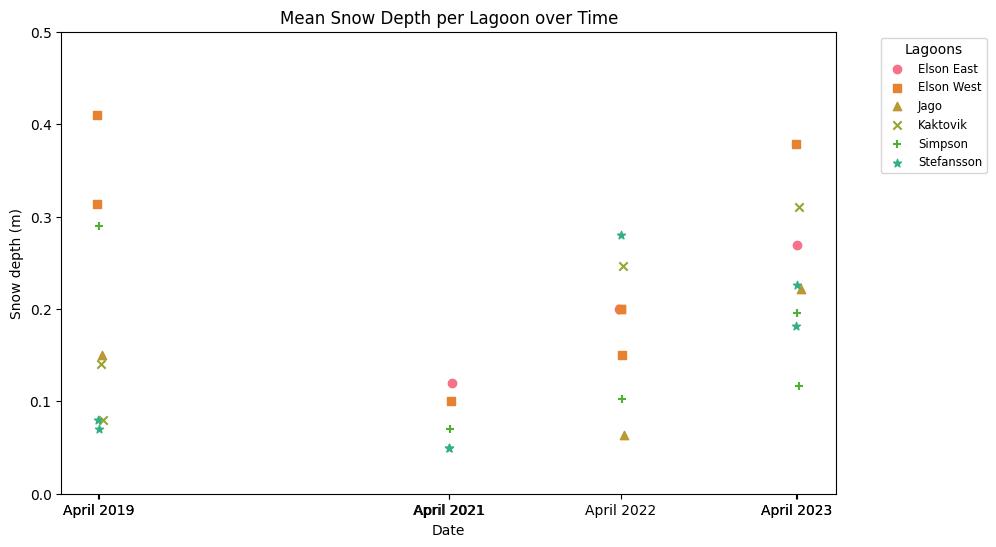 Mean Snow Depth per Lagoon over Time
0.5
0.4
0.3
0.2
0.1
0.0
Snow depth (m)
April 2019
April 2021
April 2022
April 2023
Date
Lagoons
Elson East
Elson West
Jago
Kaktovik
Simpson
Stefansson